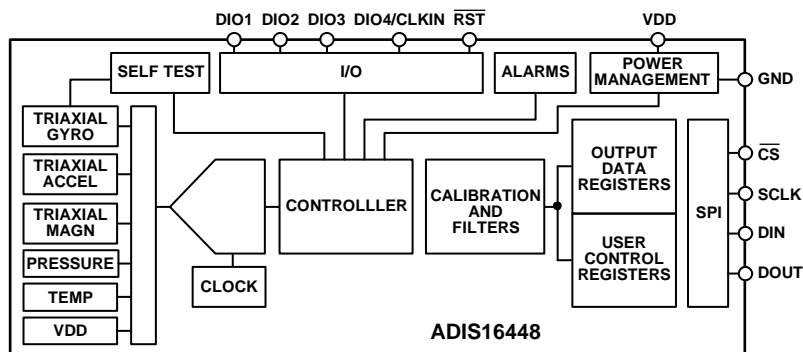 DIO1 DIO2 DIO3 DIO4/CLKIN RST VDD
SELF TEST
I/O
ALARMS
POWER
MANAGEMENT
GND
TRIAXIAL
GYRO
TRIAXIAL
ACCEL
TRIAXIAL
MAGN
PRESSURE
TEMP
VDD
CLOCK
CONTROLLLER
CALIBRATION
AND
FILTERS
OUTPUT
DATA
REGISTERS
USER
CONTROL
REGISTERS
SPI
CS
SCLK
DIN
DOUT
ADIS16448